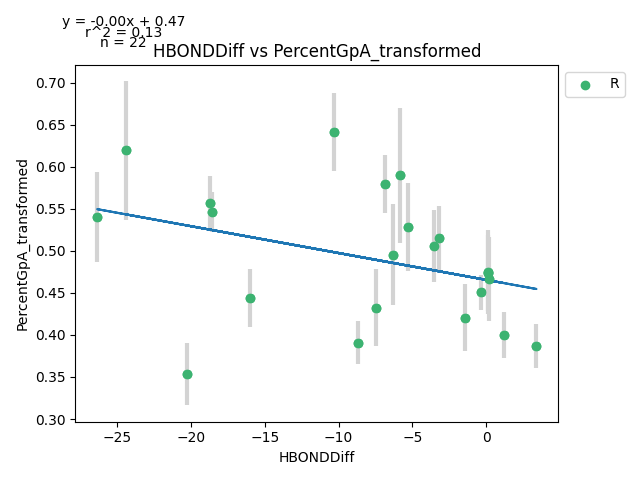 y = -0.00x + 0.47
r^2 = 0.13
n = 22
HBONDDiff vs PercentGpA_transformed
R
PercentGpA_transformed
0.70
0.65
0.60
0.55
0.50
0.45
0.40
0.35
0.30
−25
−20
−15
−10
−5
0
HBONDDiff